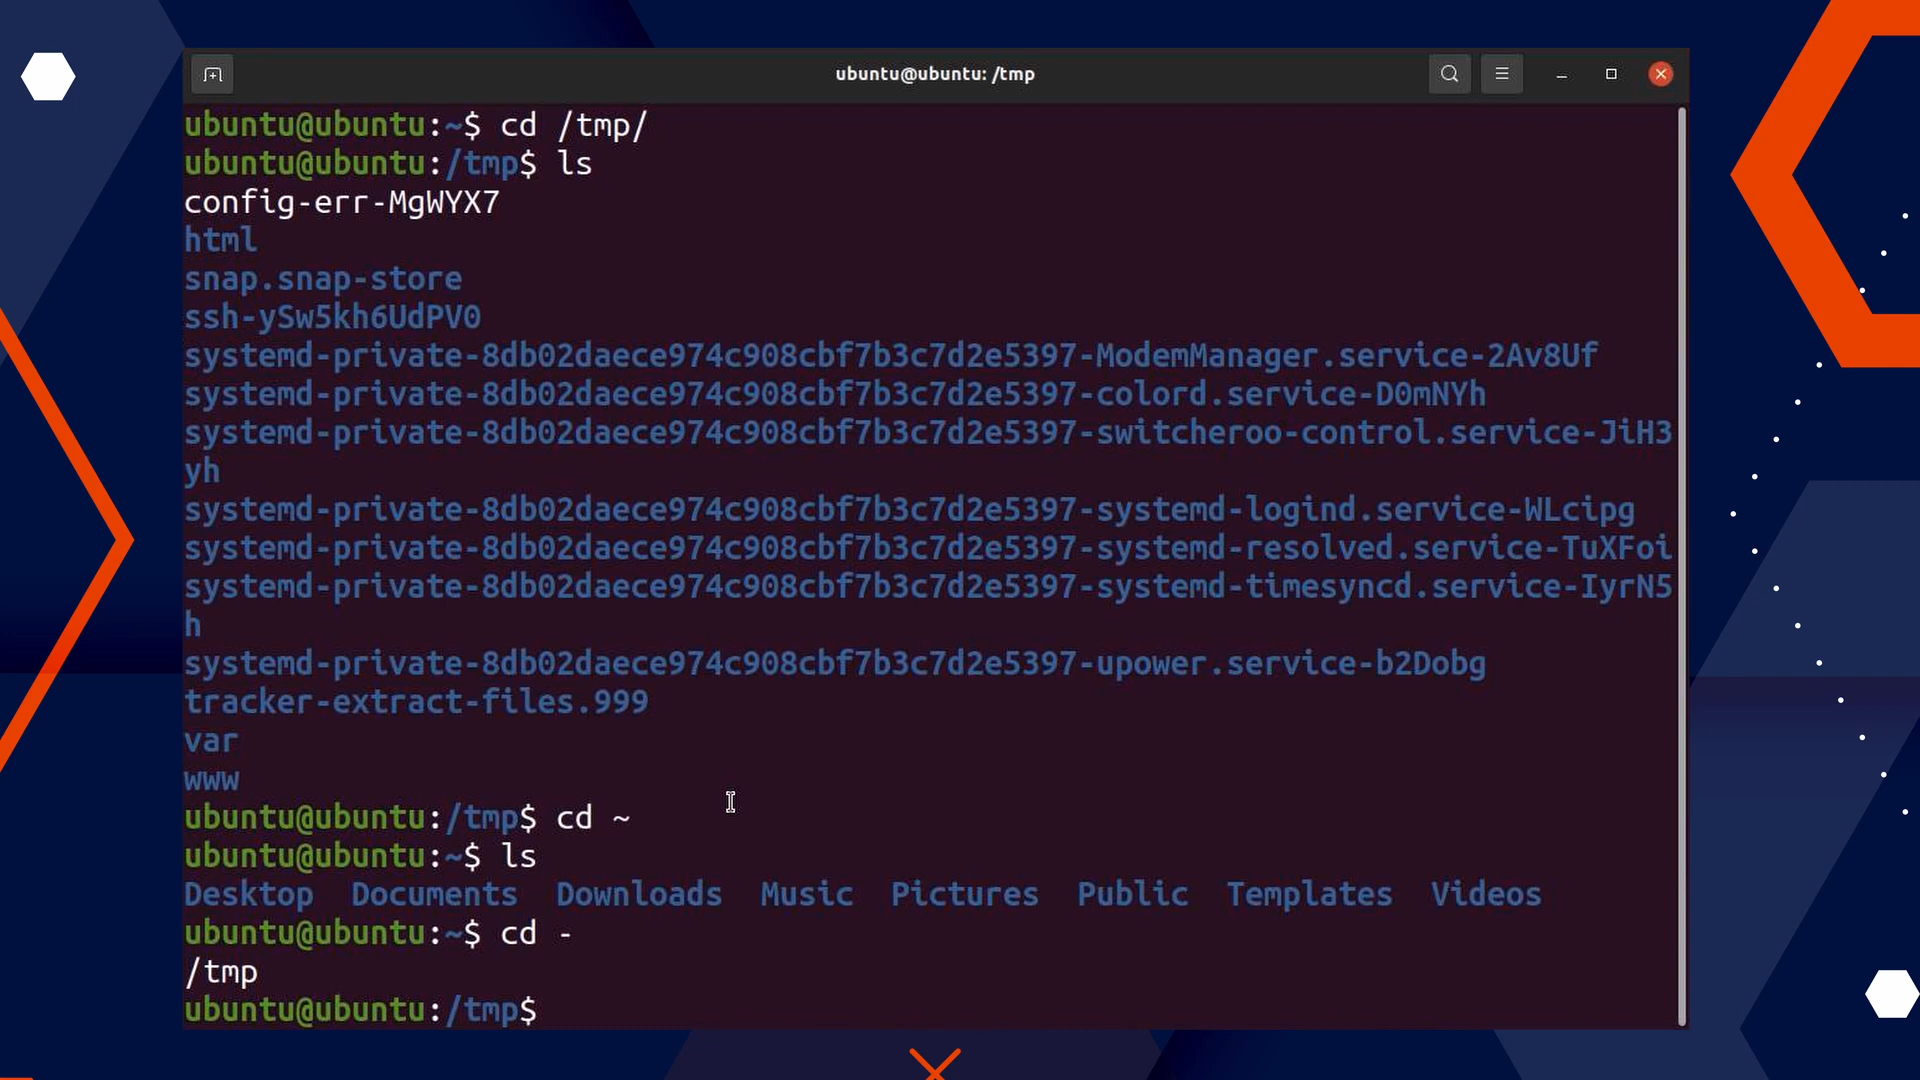 ubuntu@ubuntu: /tmp
ubuntu@ubuntu:~$ cd /tmp/
ubuntu@ubuntu:/tmp$ ls
config-err-MgWYX7
html
snap.snap-store
ssh-ySw5kh6UdPV0
systemd-private-8db02daece974c908cbf7b3c7d2e5397-ModemManager.service-2Av8Uf
systemd-private-8db02daece974c908cbf7b3c7d2e5397-colord.service-D0mNYh
systemd-private-8db02daece974c908cbf7b3c7d2e5397-switcheroo-control.service-JiH3
yh
systemd-private-8db02daece974c908cbf7b3c7d2e5397-systemd-logind.service-WLcipg
systemd-private-8db02daece974c908cbf7b3c7d2e5397-systemd-resolved.service-TuXFoi
systemd-private-8db02daece974c908cbf7b3c7d2e5397-systemd-timesyncd.service-IyrN5
h
systemd-private-8db02daece974c908cbf7b3c7d2e5397-upower.service-b2Dobg
tracker-extract-files.999
var
www
ubuntu@ubuntu:/tmp$ cd ~
ubuntu@ubuntu:~$ ls
Desktop  Documents  Downloads  Music  Pictures  Public  Templates  Videos
ubuntu@ubuntu:~$ cd -
/tmp
ubuntu@ubuntu:/tmp$